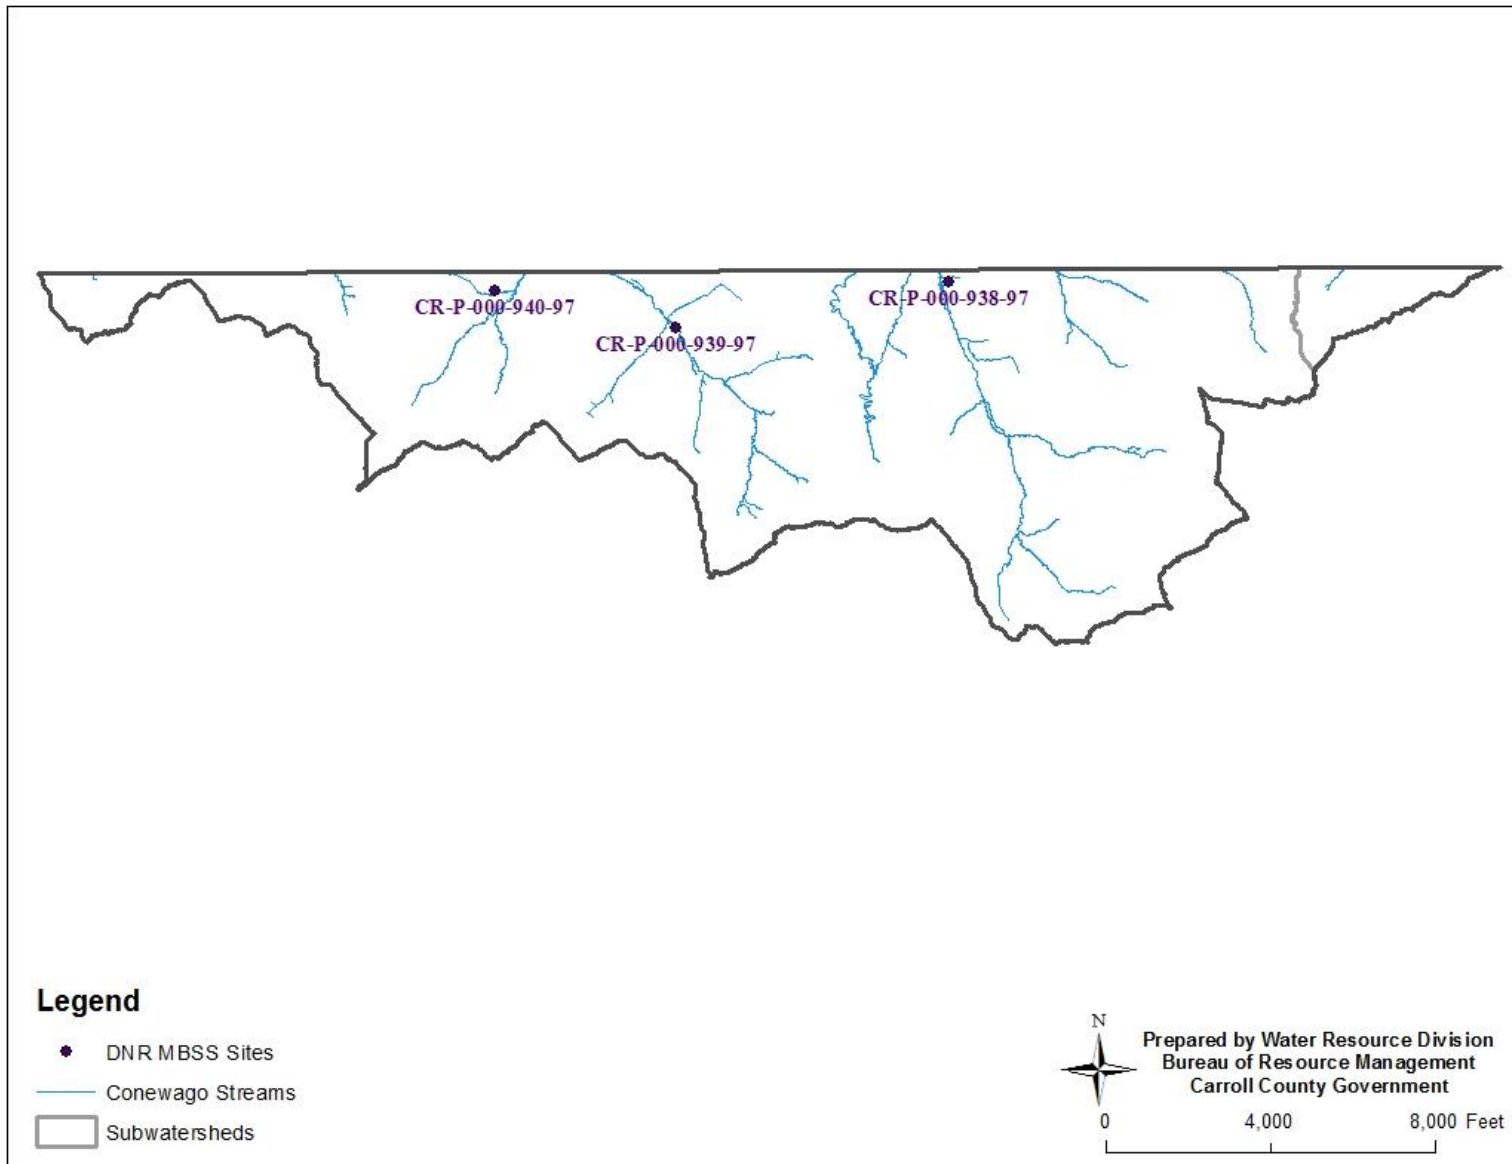 CR-P-000-940-97
CR-P-000-938-97
CR-P-000-939-97
Legend
DNR MBSS Sites
Conewago Streams
Subwatersheds
N
Prepared by Water Resource Division
Bureau of Resource Management
Carroll County Government
0 4,000 8,000 Feet